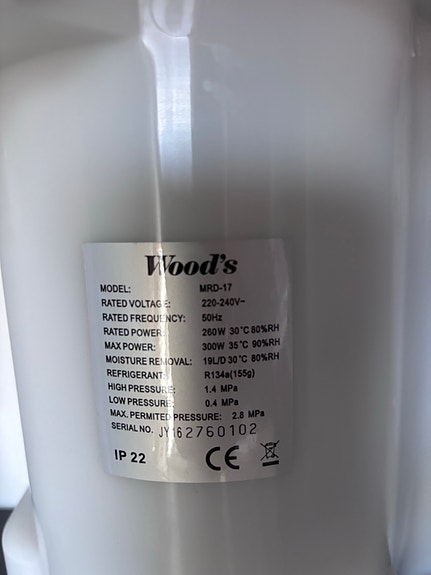 Wood's
MODEL: MRD-17
RATED VOLTAGE: 220-240V~
RATED FREQUENCY: 50Hz
RATED POWER: 260W 30°C 80%RH
MAX POWER: 300W 35°C 90%RH
MOISTURE REMOVAL: 19L/D 30°C 80%RH
REFRIGERANT: R134a(155g)
HIGH PRESSURE: 1.4 MPa
LOW PRESSURE: 0.4 MPa
MAX. PERMITED PRESSURE: 2.8 MPa
SERIAL NO. JY162760102
IP 22 CE